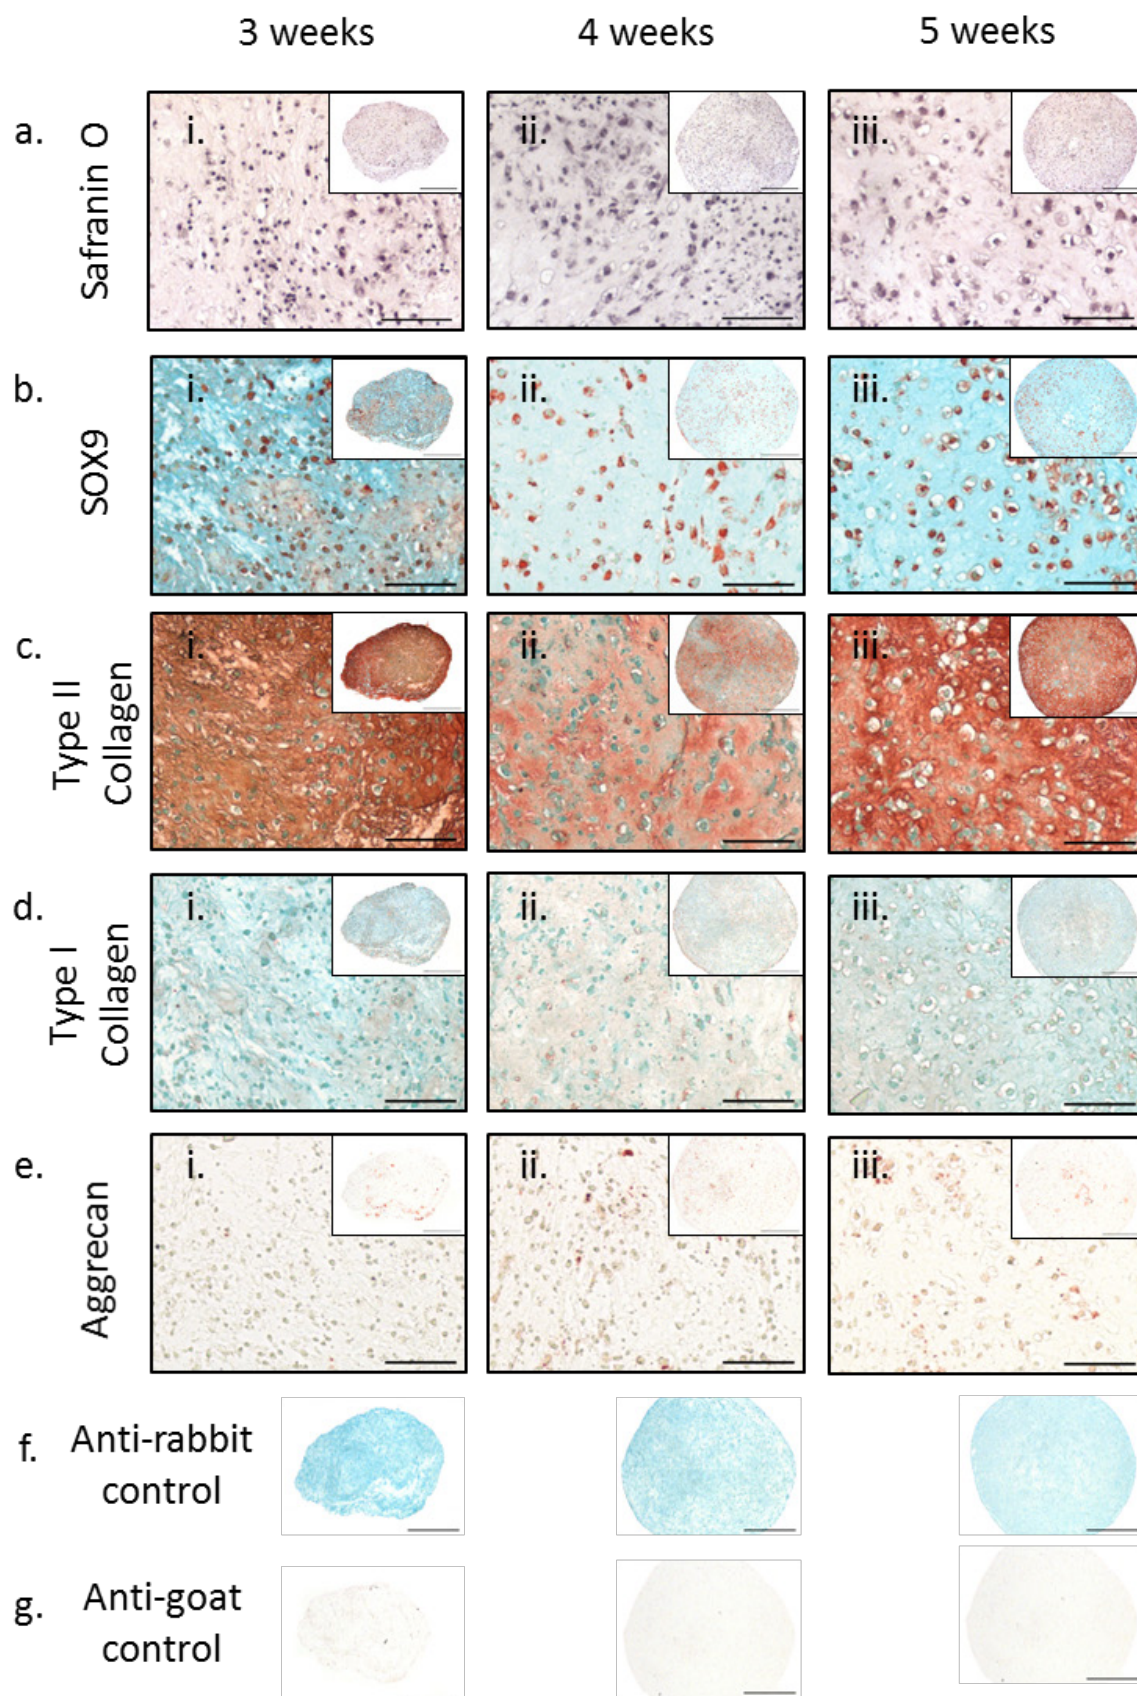 3 weeks 4 weeks 5 weeks
a. Safranin O i. ii. iii.
b. SOX9 i. ii. iii.
c. Type II i. ii. iii.
Collagen
d. Type I i. ii. iii.
Collagen
e. Aggrecan i. ii. iii.
f. Anti-rabbit
control
g. Anti-goat
control